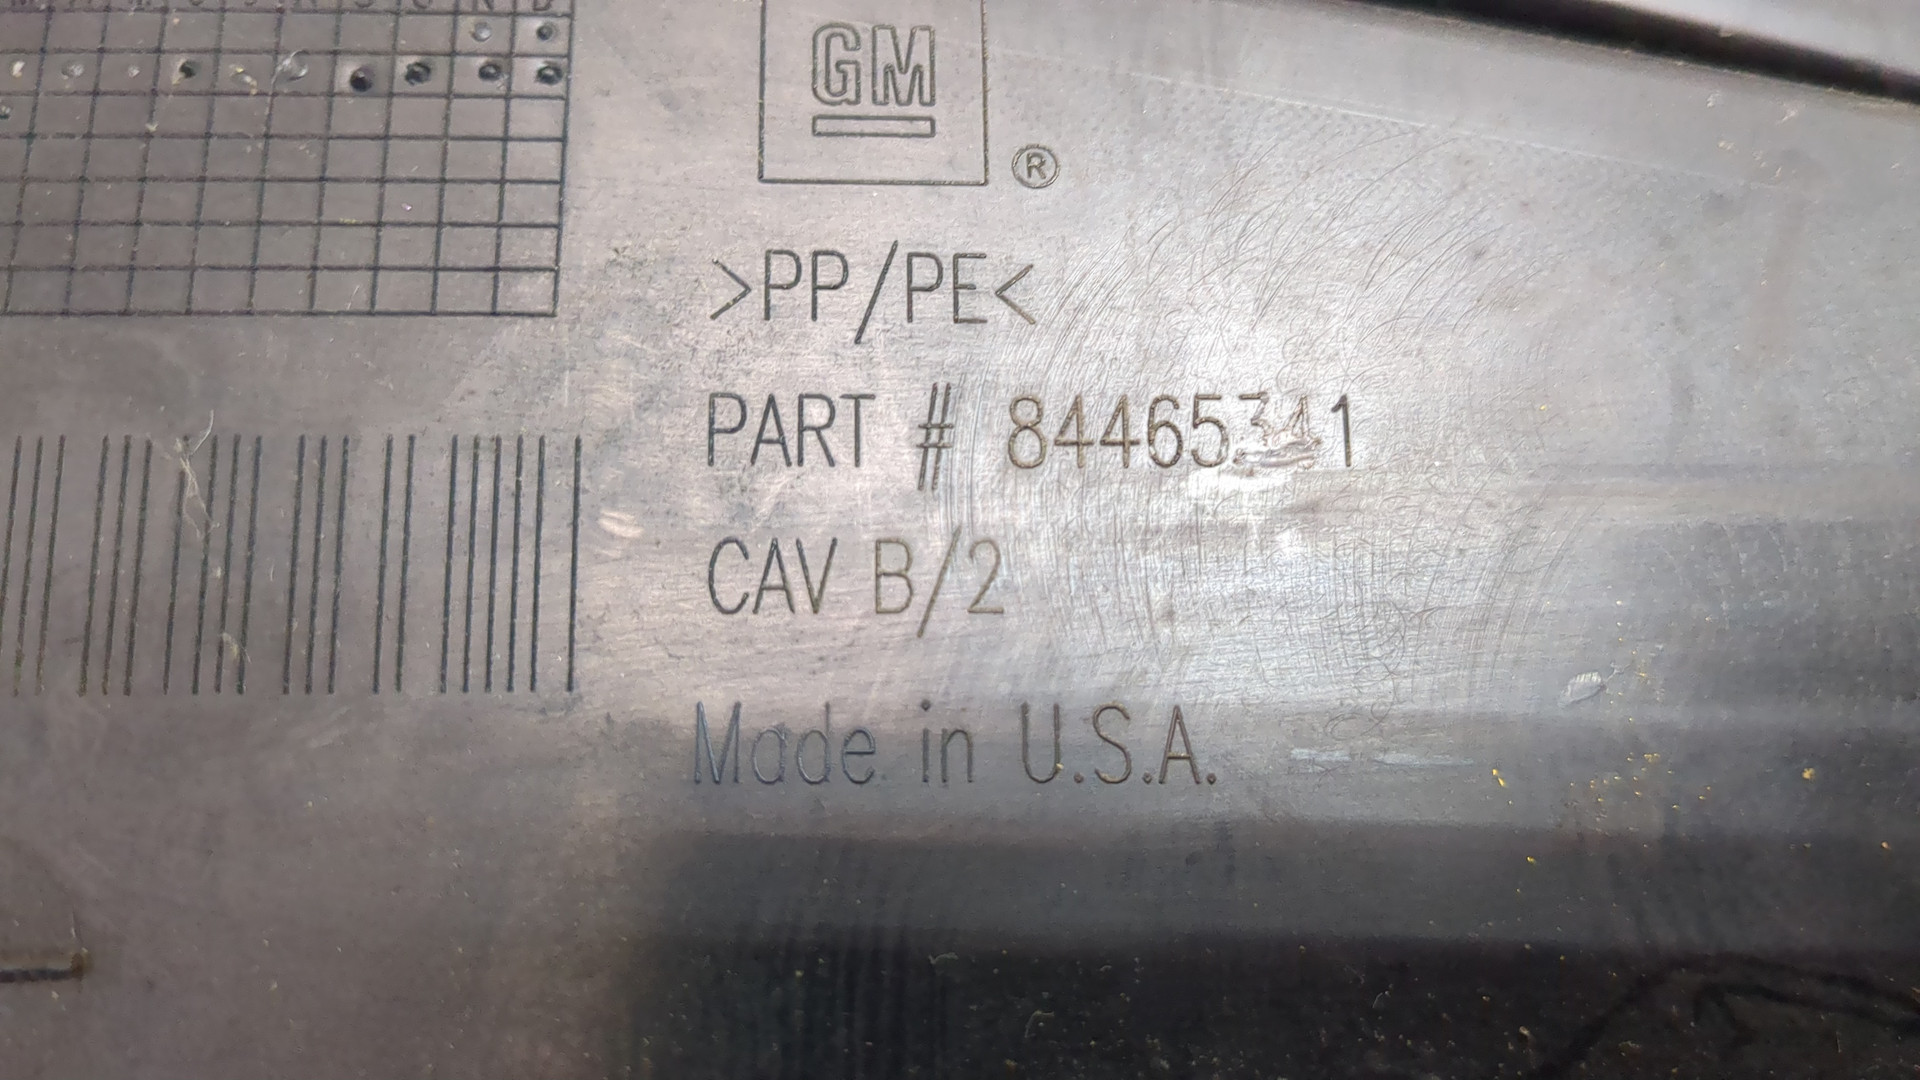 GM
®
>PP/PE<
PART # 84465341
CAV B/2
Made in U.S.A.